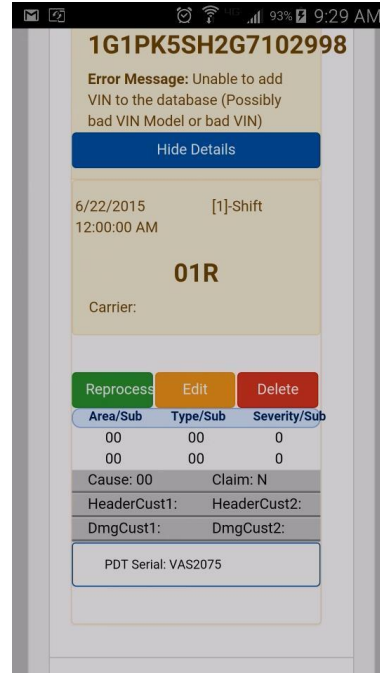 93% 9:29 AM
1G1PK5SH2G7102998
Error Message: Unable to add
VIN to the database (Possibly
bad VIN Model or bad VIN)
Hide Details
6/22/2015 [1]-Shift
12:00:00 AM
01R
Carrier:
Reprocess Edit Delete
Area/Sub Type/Sub Severity/Sub
00 00 0
00 00 0
Cause: 00 Claim: N
HeaderCust1: HeaderCust2:
DmgCust1: DmgCust2:
PDT Serial: VAS2075